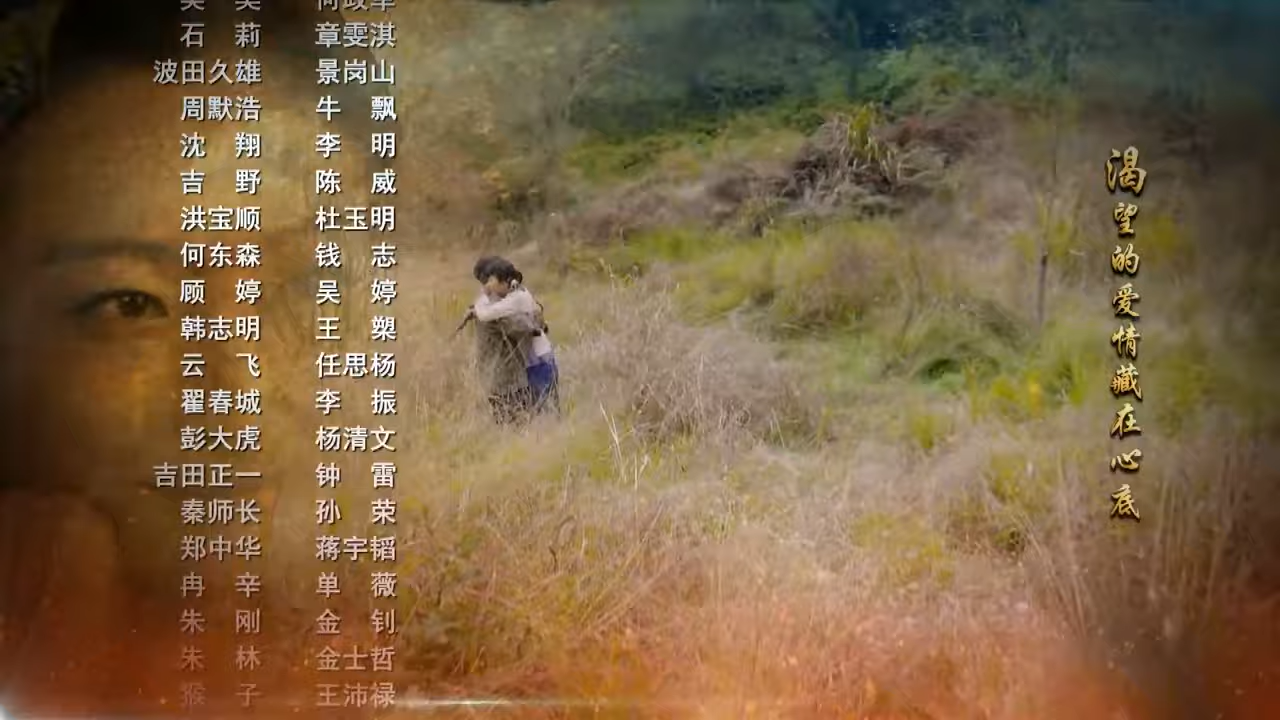 石莉 章雯淇
波田久雄 景岗山
周默浩 牛飘
沈翔 李明
吉野 陈威
洪宝顺 杜玉明
何东森 钱志
顾婷 吴婷
韩志明 王槊
云飞 任思杨
翟春城 李振
彭大虎 杨清文
吉田正一 钟雷
秦师长 孙荣
郑中华 蒋宇韬
冉辛 单薇
朱刚 金钊
朱林 金士哲
猴子 王沛禄
渴望的爱情藏在心底